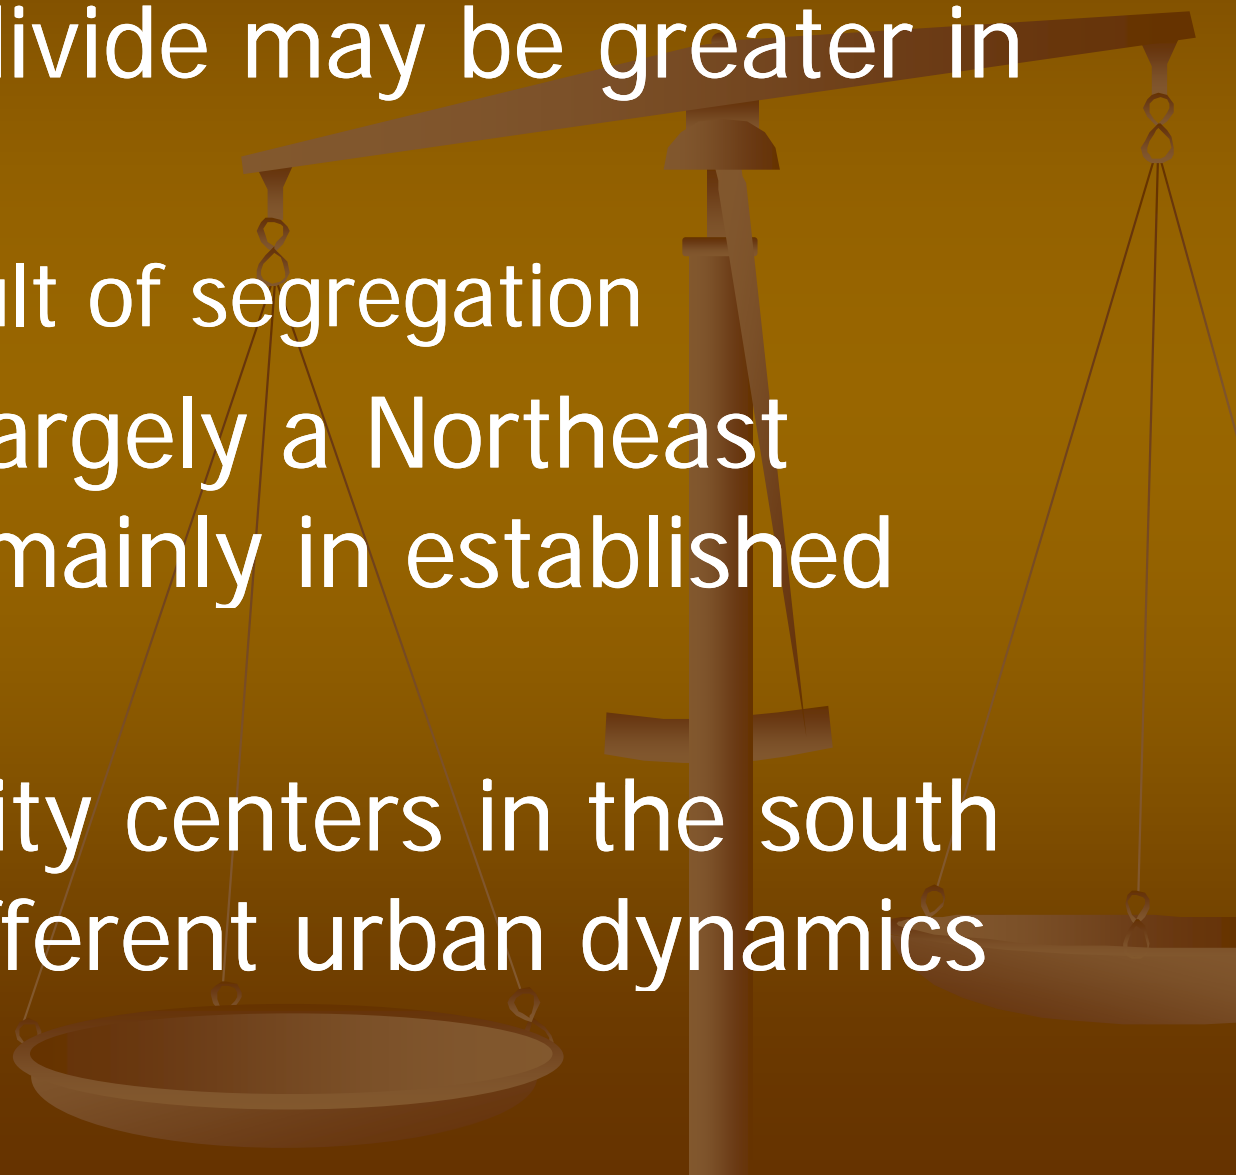 divide may be greater in
ult of segregation
argely a Northeast
mainly in established
ity centers in the south
fferent urban dynamics